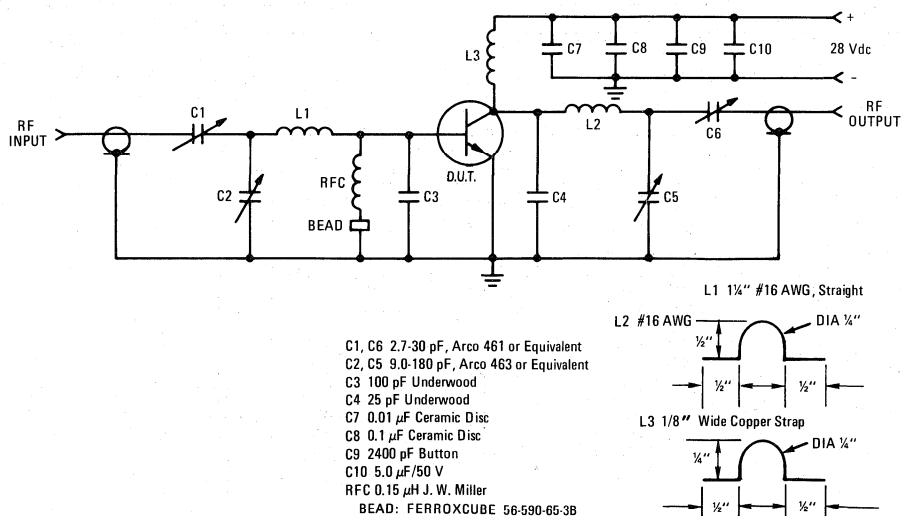 L3
C7
C8
C9
C10
+
28 Vdc
-
RF
INPUT
C1
L1
C2
RFC
BEAD
C3
D.U.T.
C4
L2
C5
C6
RF
OUTPUT
L1 1¼" #16 AWG, Straight
L2 #16 AWG
DIA ¼"
½"
½"
½"
L3 1/8" Wide Copper Strap
DIA ¼"
¼"
½"
½"
C1, C6 2.7-30 pF, Arco 461 or Equivalent
C2, C5 9.0-180 pF, Arco 463 or Equivalent
C3 100 pF Underwood
C4 25 pF Underwood
C7 0.01 µF Ceramic Disc
C8 0.1 µF Ceramic Disc
C9 2400 pF Button
C10 5.0 µF/50 V
RFC 0.15 µH J. W. Miller
BEAD: FERROXCUBE 56-590-65-3B